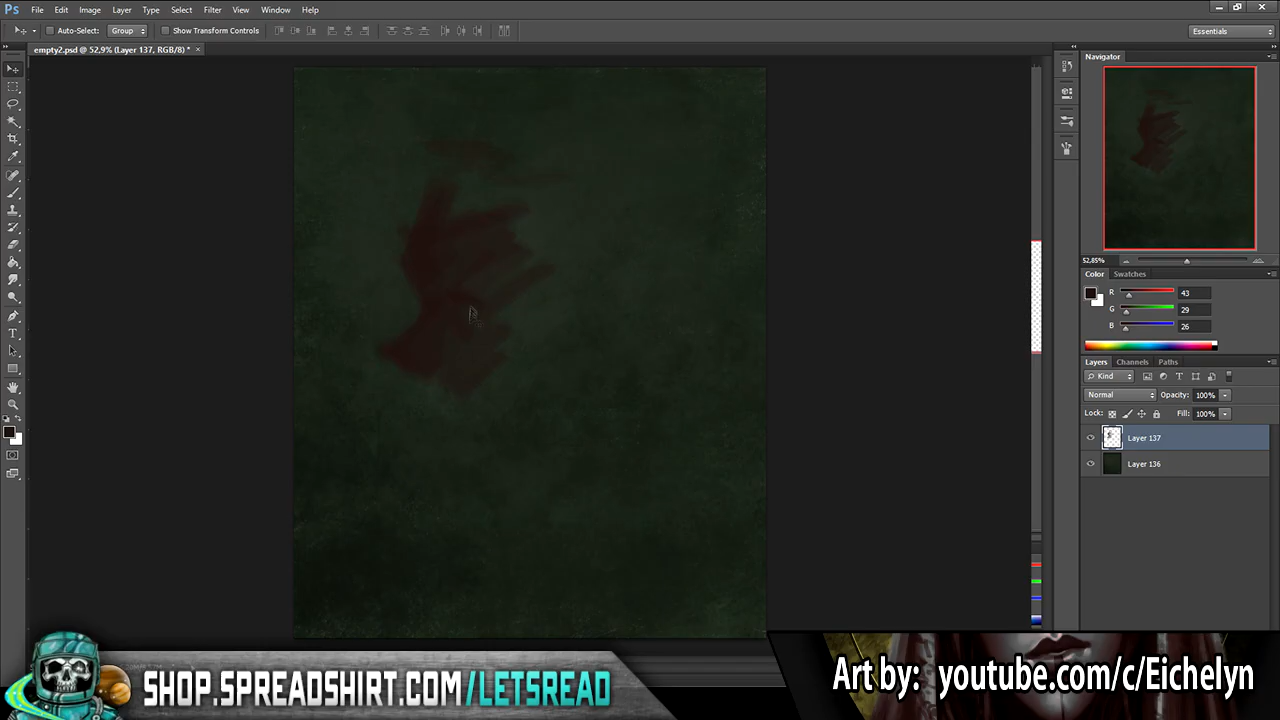 Ps File Edit Image Layer Type Select Filter View Window Help
Auto-Select: Group Show Transform Controls Essentials
empty2.psd @ 52,9% (Layer 137, RGB/8) * ×
Navigator
52,85%
Color Swatches
R 43
G 29
B 26
Layers Channels Paths
Kind
Normal Opacity: 100%
Lock: Fill: 100%
Layer 137
Layer 136
SHOP.SPREADSHIRT.COM/LETSREAD
Art by: youtube.com/c/Eichelyn